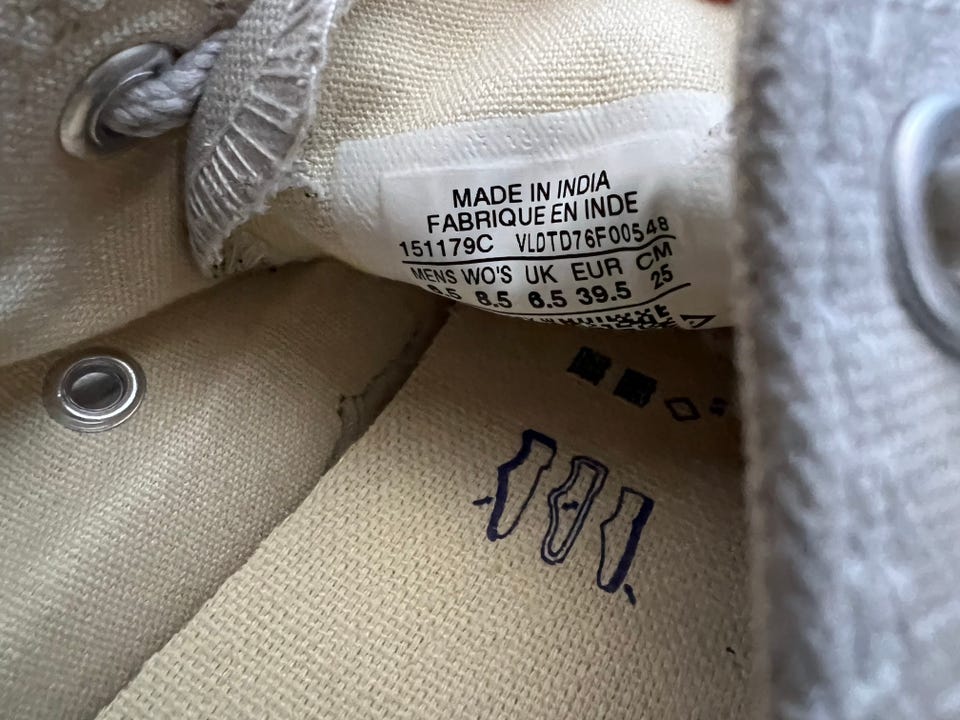 MADE IN INDIA
FABRIQUE EN INDE
151179C VLDTD76F00548
MENS WO'S UK EUR CM
8.5 6.5 39.5 25